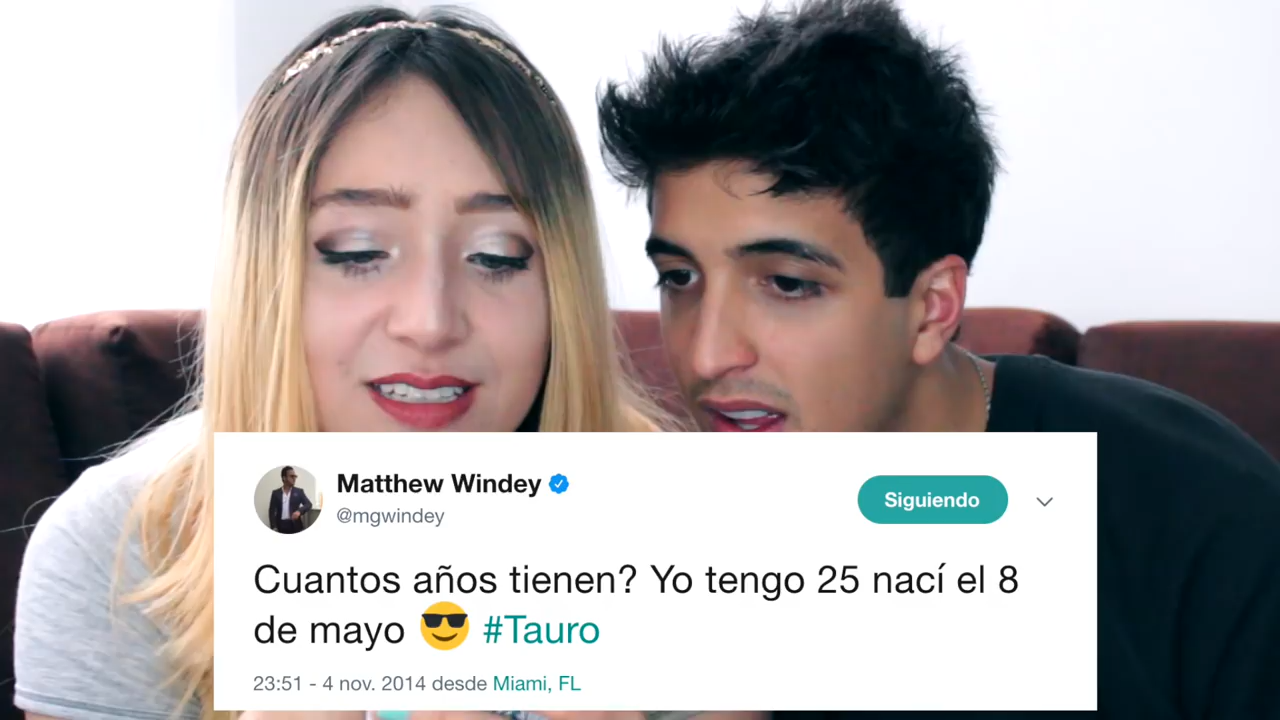 Matthew Windey
@mgwindey
Siguiendo
Cuantos años tienen? Yo tengo 25 nací el 8
de mayo 😎 #Tauro
23:51 - 4 nov. 2014 desde Miami, FL